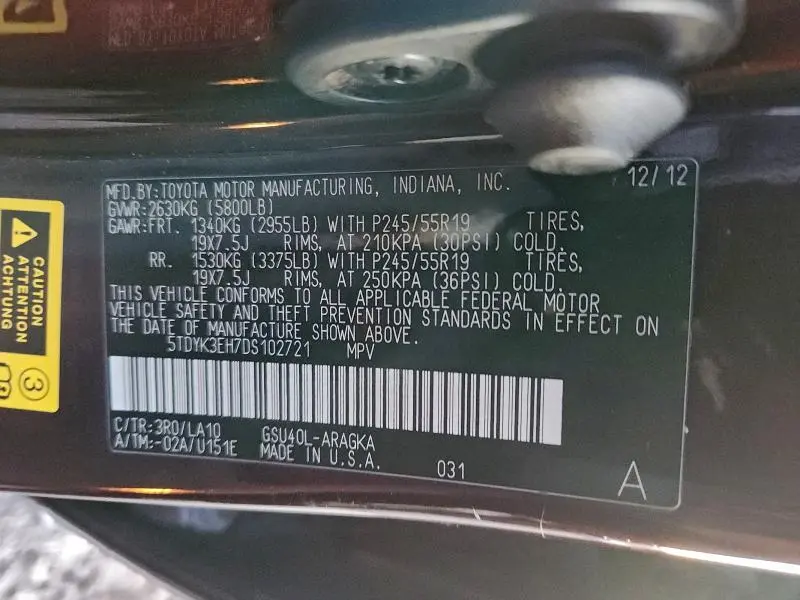 MFD.BY:TOYOTA MOTOR MANUFACTURING, INDIANA, INC. 12/12
GVWR:2630KG (5800LB)
GAWR:FRT. 1340KG (2955LB) WITH P245/55R19 TIRES,
19X7.5J RIMS, AT 210KPA (30PSI) COLD.
RR. 1530KG (3375LB) WITH P245/55R19 TIRES,
19X7.5J RIMS, AT 250KPA (36PSI) COLD.
THIS VEHICLE CONFORMS TO ALL APPLICABLE FEDERAL MOTOR
VEHICLE SAFETY AND THEFT PREVENTION STANDARDS IN EFFECT ON
THE DATE OF MANUFACTURE SHOWN ABOVE.
5TDYK3EH7DS102721 MPV
C/TR:3R0/LA10 GSU40L-ARAGKA
A/TM:-02A/U151E MADE IN U.S.A. 031 A
CAUTION
ATTENTION
ACHTUNG
3